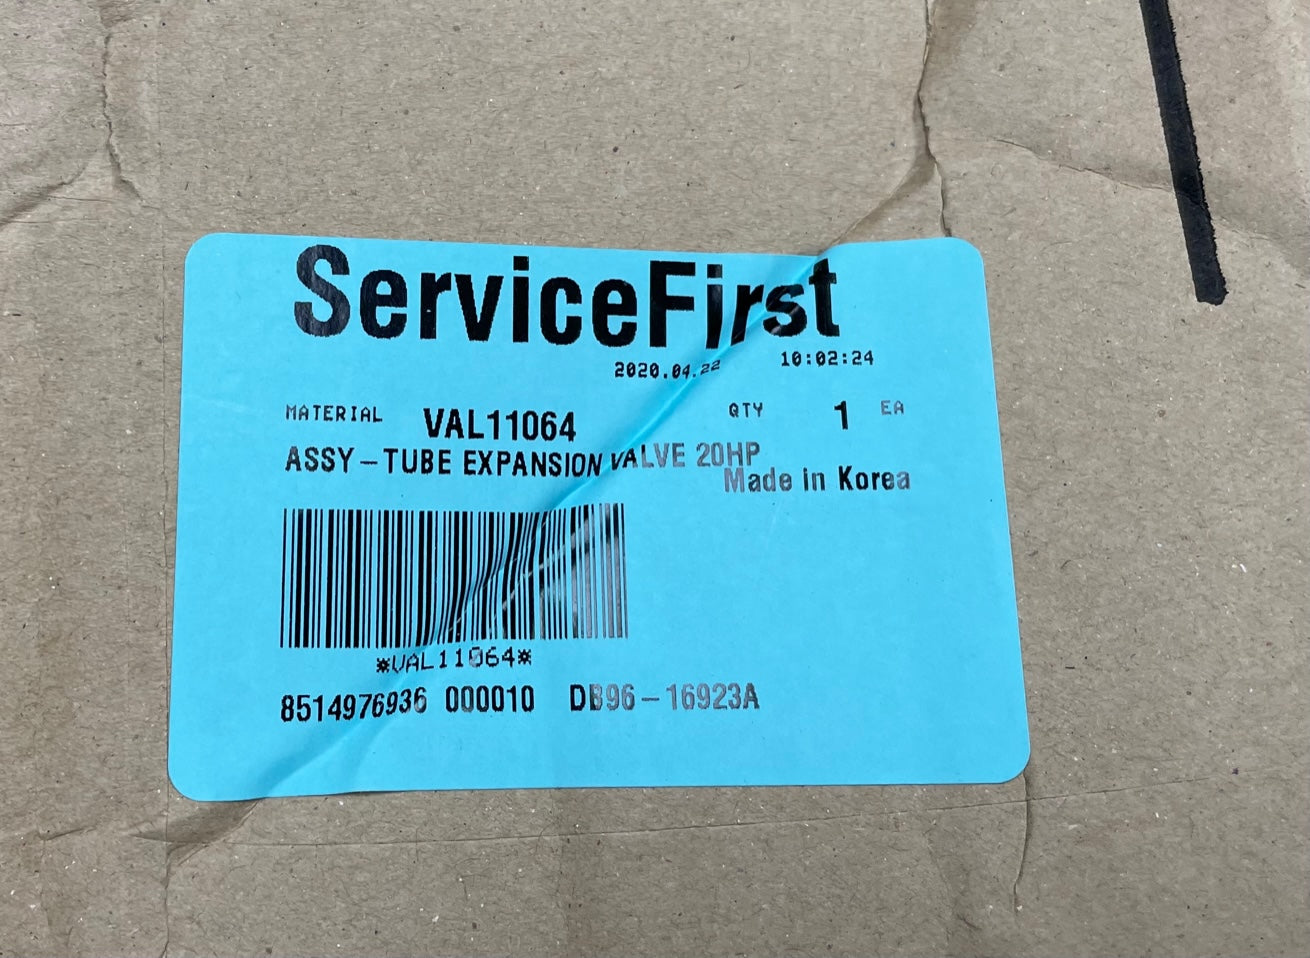 ServiceFirst
2020.04.22 10:02:24
MATERIAL VAL11064 QTY 1 EA
ASSY-TUBE EXPANSION VALVE 20HP
Made in Korea
*VAL11064*
8514976936 000010 DB96-16923A